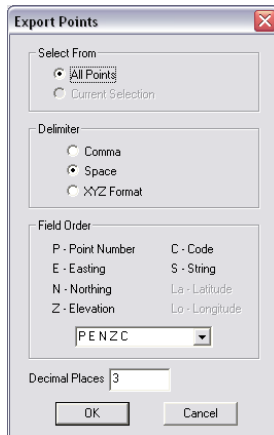 Export Points
Select From
All Points
Current Selection
Delimiter
Comma
Space
XYZ Format
Field Order
P - Point Number C - Code
E - Easting S - String
N - Northing La - Latitude
Z - Elevation Lo - Longitude
P E N Z C
Decimal Places 3
OK Cancel